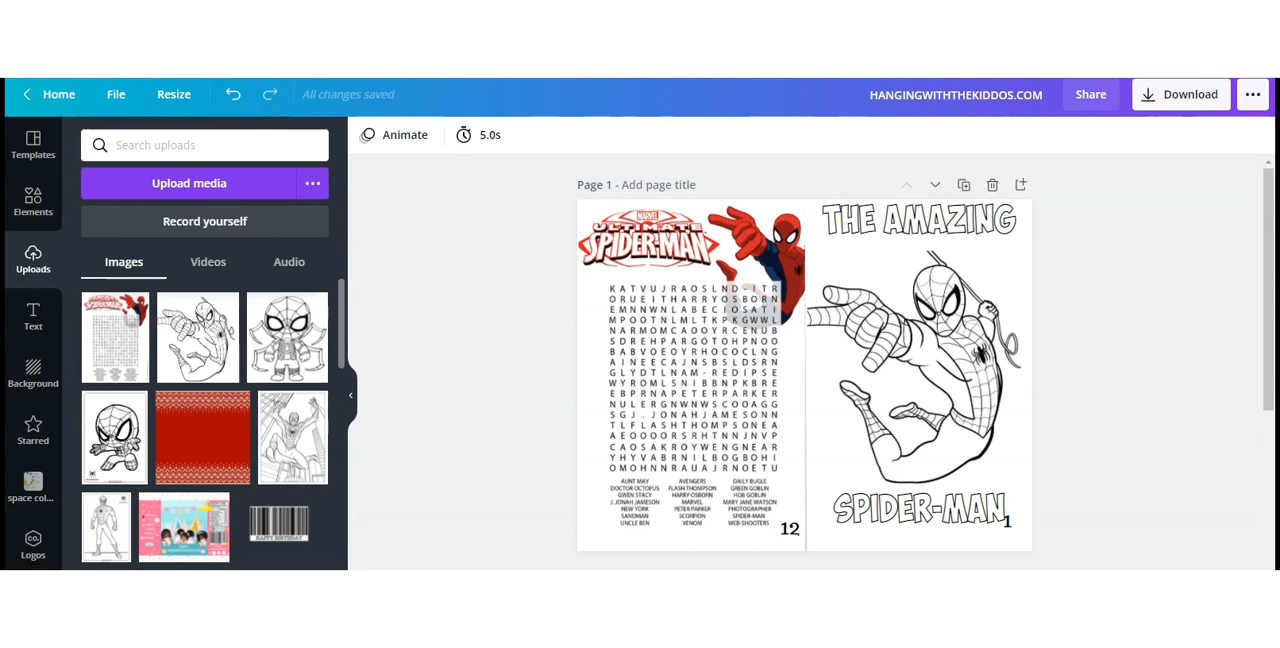 Home
File
Resize
All changes saved
HANGINGWITHTHEKIDDOS.COM
Share
Download
Templates
Elements
Uploads
Text
Background
Starred
space col...
Logos
Search uploads
Upload media
Record yourself
Images
Videos
Audio
HAPPY BIRTHDAY
Animate
5.0s
Page 1 - Add page title
MARVEL
ULTIMATE
SPIDER-MAN
K A T V U J R A O S L N D - I T R
O R U E I T H A R R Y O S B O R N
E M N N W N L A B E C I O S A T I
M P O O T N L M L T K P K G W W L
N A R M O M C A O O Y R C E N U B
S D R E H P A R G O T O H P N O O
B A B V O E O Y R H O C O C L N G
A I N E E C A J N S B S L D S R N
G L Y D T L N A M - R E D I P S E
W Y R O M L S N I B B N P K B R E
E B P R N A P E T E R P A R K E R
N U L E R G N W N W S C O O A G G
S G J . J O N A H J A M E S O N N
T L F L A S H T H O M P S O N E A
A E O O O O R S R H T N N J N V P
C A O S A K R O Y W E N G N E A R
Y H Y V A B R N I L B O G B O H I
O M O H N N R A U A J R N O E T U
AUNT MAY AVENGERS DAILY BUGLE
DOCTOR OCTOPUS FLASH THOMPSON GREEN GOBLIN
GWEN STACY HARRY OSBORN HOB GOBLIN
J. JONAH JAMESON MARVEL MARY JANE WATSON
NEW YORK PETER PARKER PHOTOGRAPHER
SANDMAN SCORPION SPIDER-MAN
UNCLE BEN VENOM WEB-SHOOTERS
12
THE AMAZING
SPIDER-MAN
1